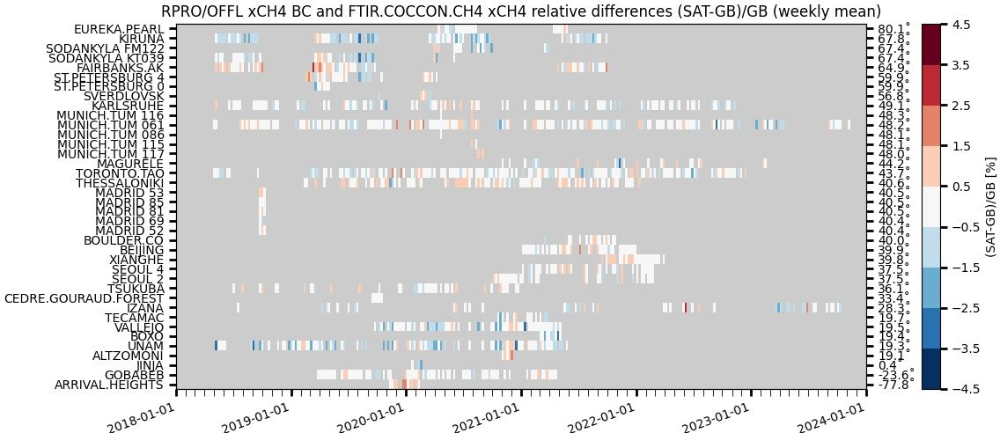 RPRO/OFFL xCH4 BC and FTIR.COCCON.CH4 xCH4 relative differences (SAT-GB)/GB (weekly mean)
EUREKA.PEARL
KIRUNA
SODANKYLA FM122
SODANKYLA KT039
FAIRBANKS.AK
ST.PETERSBURG 4
ST.PETERSBURG 0
SVERDLOVSK
KARLSRUHE
MUNICH.TUM 116
MUNICH.TUM 061
MUNICH.TUM 086
MUNICH.TUM 115
MUNICH.TUM 117
MAGURELE
TORONTO.TAO
THESSALONIKI
MADRID 53
MADRID 85
MADRID 81
MADRID 69
MADRID 52
BOULDER.CO
BEIJING
XIANGHE
SEOUL 4
SEOUL 2
TSUKUBA
CEDRE.GOURAUD.FOREST
IZANA
TECAMAC
VALLEJO
BOXO
UNAM
ALTZOMONI
JINJA
GOBABEB
ARRIVAL.HEIGHTS
80.1°
67.8°
67.4°
67.4°
64.9°
59.9°
59.9°
56.8°
49.1°
48.3°
48.2°
48.1°
48.1°
48.0°
44.2°
43.7°
40.6°
40.5°
40.5°
40.5°
40.4°
40.4°
40.0°
39.9°
39.8°
37.5°
37.5°
36.1°
33.4°
28.3°
19.7°
19.5°
19.4°
19.3°
19.1°
0.4°
-23.6°
-77.8°
2018-01-01
2019-01-01
2020-01-01
2021-01-01
2022-01-01
2023-01-01
2024-01-01
4.5
3.5
2.5
1.5
0.5
−0.5
−1.5
−2.5
−3.5
−4.5
(SAT-GB)/GB [%]